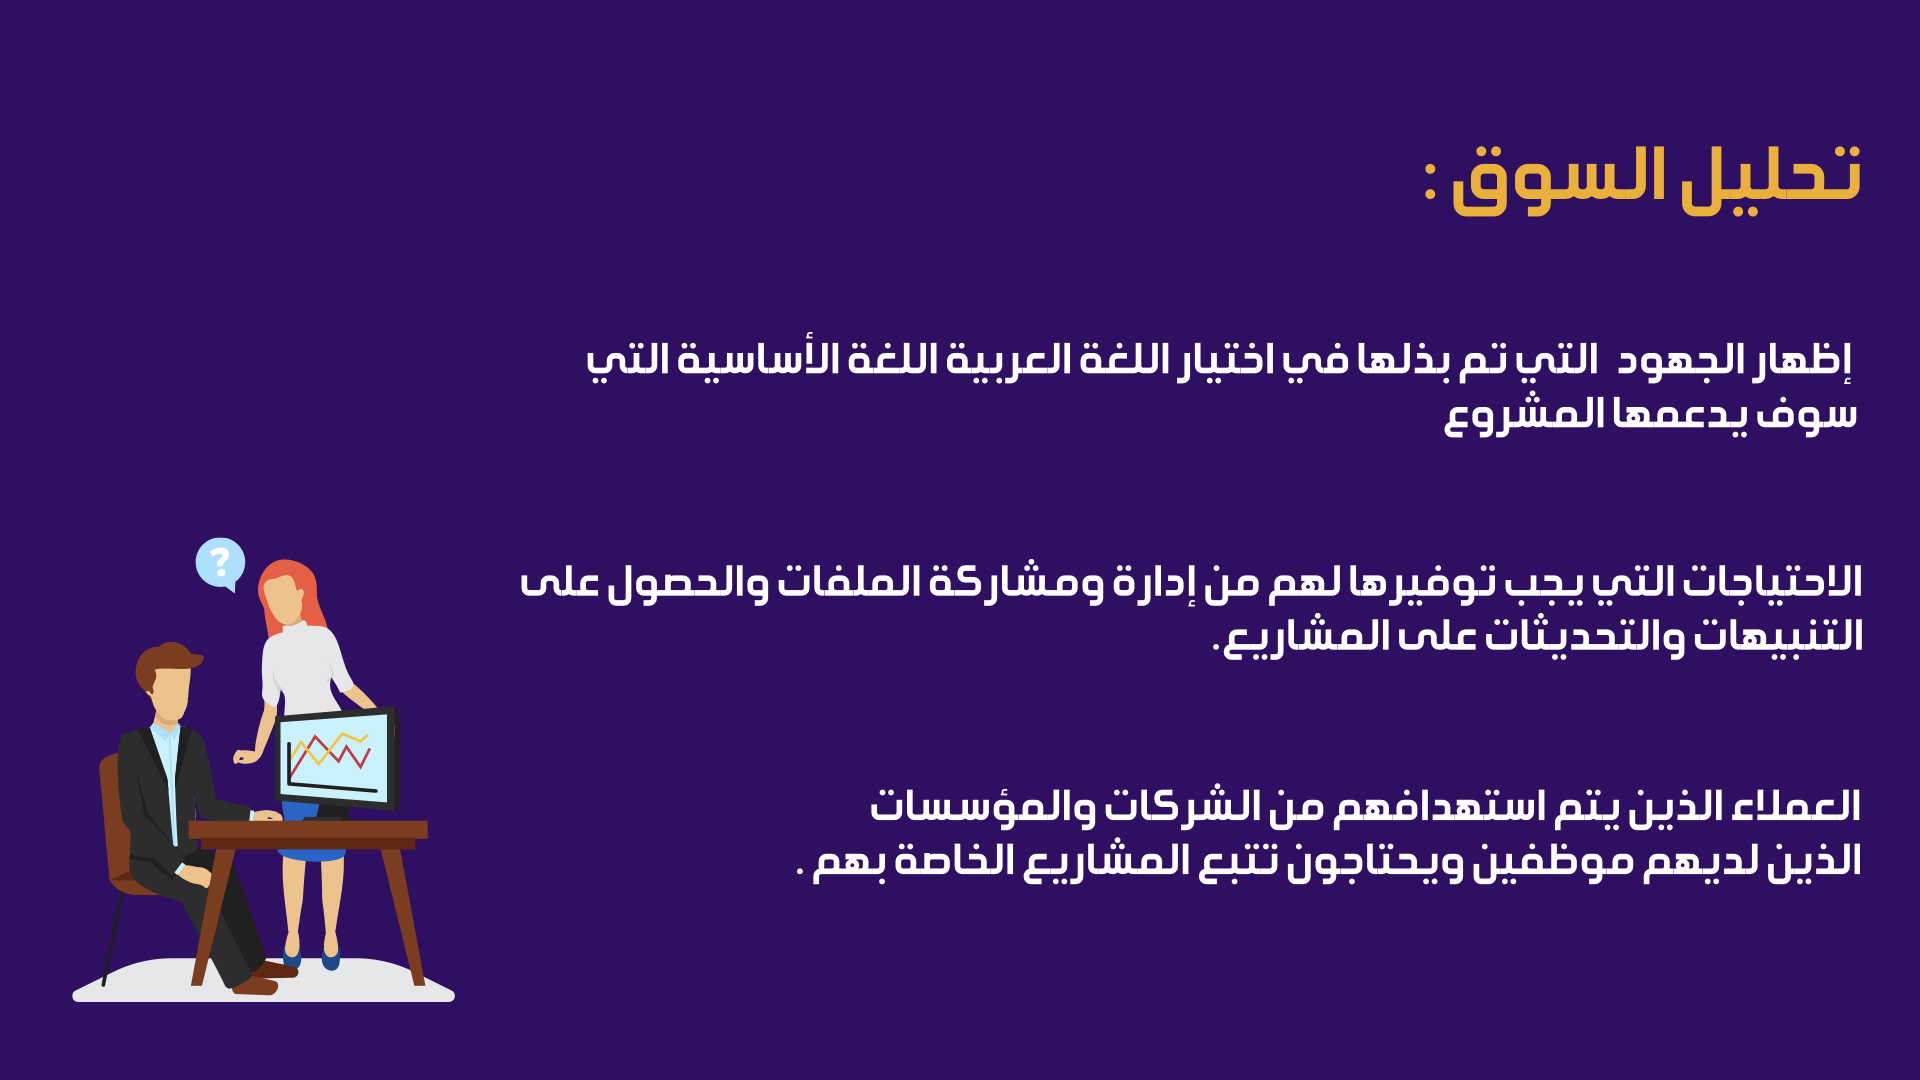 تحليل السوق :
إظهار الجهود التي تم بذلها في اختيار اللغة العربية اللغة الأساسية التي
سوف يدعمها المشروع
الاحتياجات التي يجب توفيرها لهم من إدارة ومشاركة الملفات والحصول على
التنبيهات والتحديثات على المشاريع.
العملاء الذين يتم استهدافهم من الشركات والمؤسسات
الذين لديهم موظفين ويحتاجون تتبع المشاريع الخاصة بهم .
?